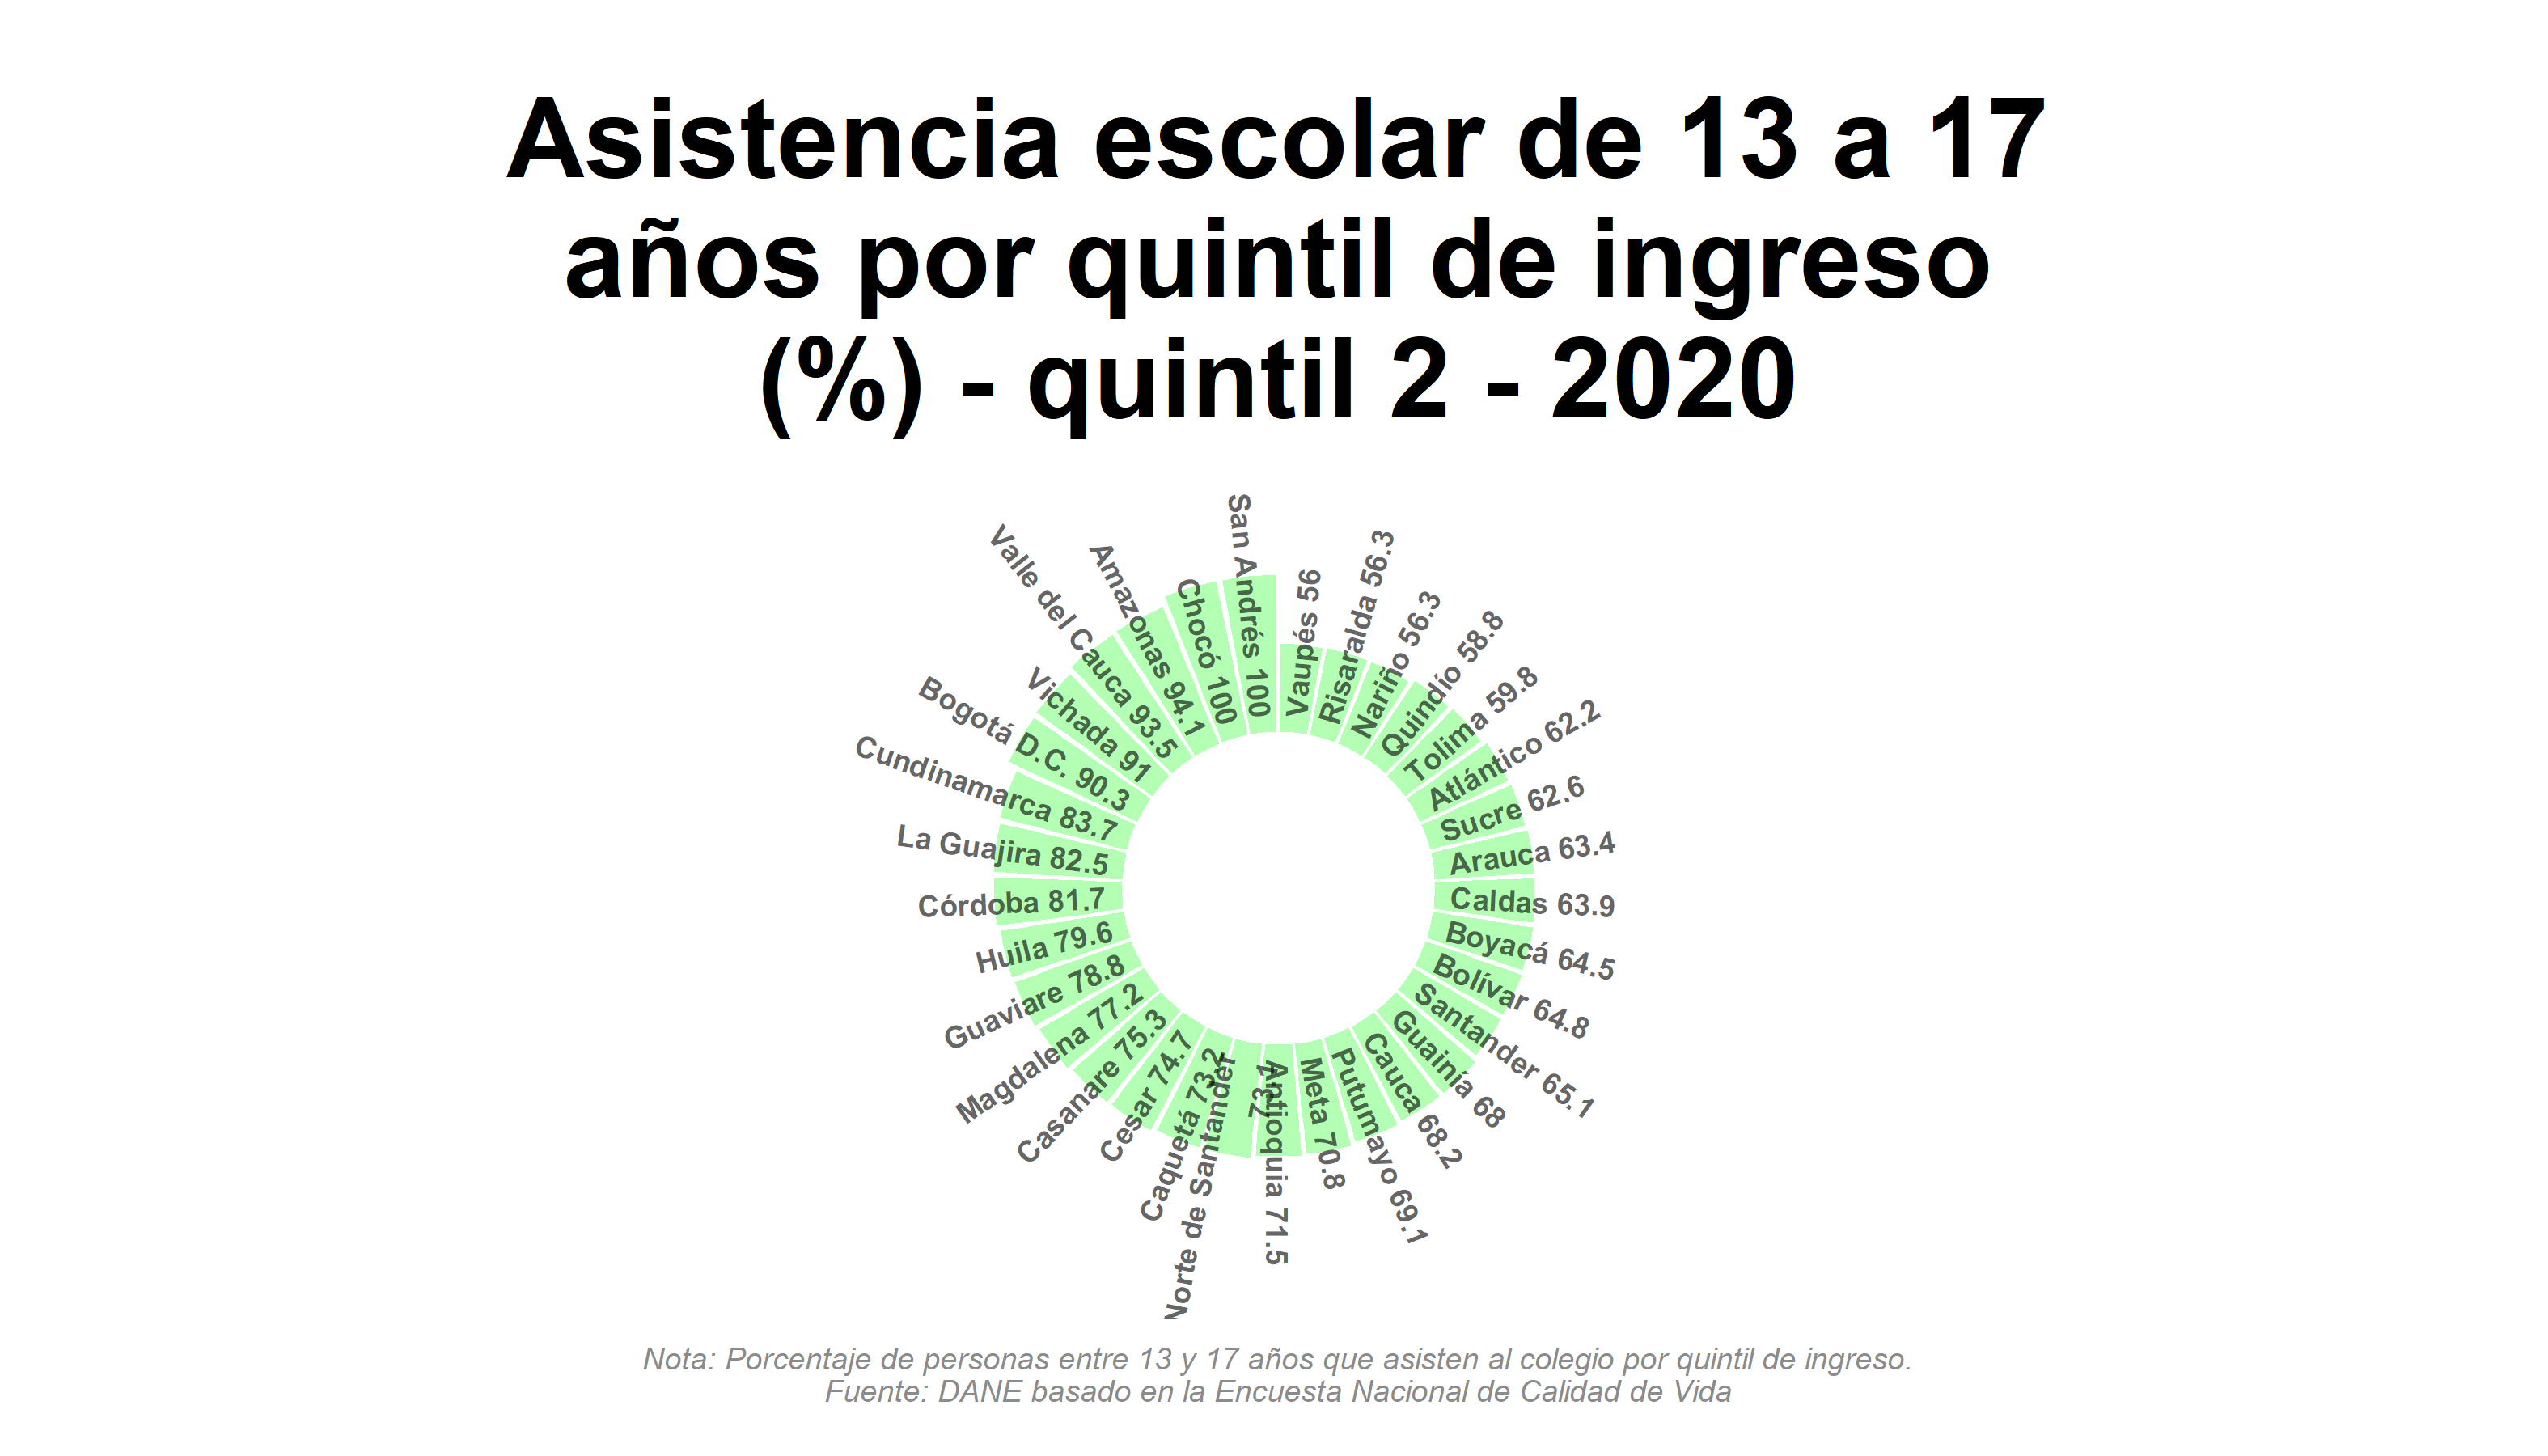 Asistencia escolar de 13 a 17
años por quintil de ingreso
(%) - quintil 2 - 2020
Vaupés 56
Risaralda 56.3
Nariño 56.3
Quindío 58.8
Tolima 59.8
Atlántico 62.2
Sucre 62.6
Arauca 63.4
Caldas 63.9
Boyacá 64.5
Bolívar 64.8
Santander 65.1
Guainía 68
Cauca 68.2
Putumayo 69.1
Meta 70.8
Antioquia 71.5
Norte de Santander
Caquetá 73.2
Cesar 74.7
Casanare 75.3
Magdalena 77.2
Guaviare 78.8
Huila 79.6
Córdoba 81.7
La Guajira 82.5
Cundinamarca 83.7
Bogotá D.C. 90.3
Vichada 91
Valle del Cauca 93.5
Amazonas 94.1
Chocó 100
San Andrés 100
Nota: Porcentaje de personas entre 13 y 17 años que asisten al colegio por quintil de ingreso.
Fuente: DANE basado en la Encuesta Nacional de Calidad de Vida